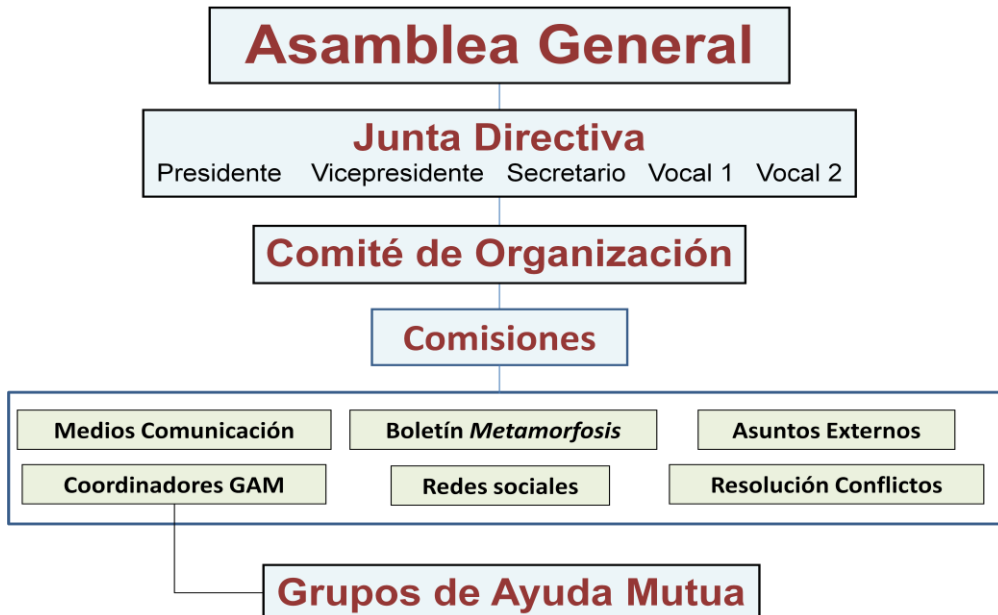 Asamblea General
Junta Directiva
Presidente Vicepresidente Secretario Vocal 1 Vocal 2
Comité de Organización
Comisiones
Medios Comunicación
Boletín Metamorfosis
Asuntos Externos
Coordinadores GAM
Redes sociales
Resolución Conflictos
Grupos de Ayuda Mutua